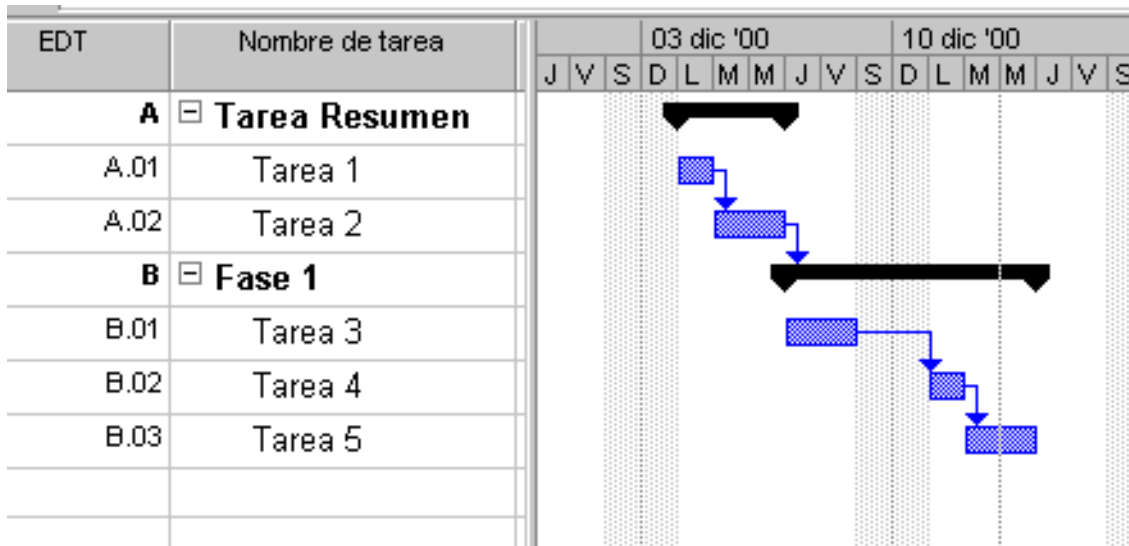 EDT Nombre de tarea 03 dic '00 10 dic '00
J V S D L M M J V S D L M M J V S
A Tarea Resumen
A.01 Tarea 1
A.02 Tarea 2
B Fase 1
B.01 Tarea 3
B.02 Tarea 4
B.03 Tarea 5